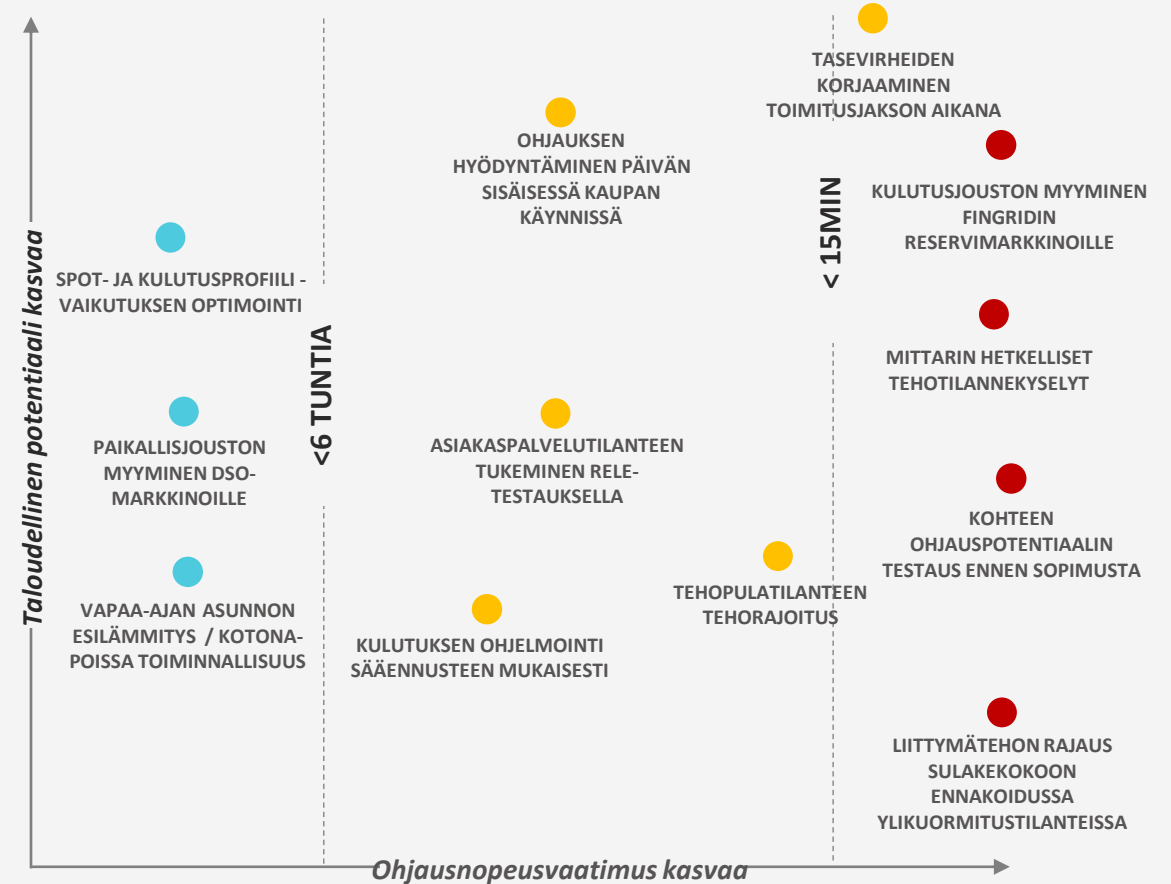 TASEVIRHEIDEN
KORJAAMINEN
TOIMITUSJAKSON AIKANA
OHJAUKSEN
HYÖDYNTÄMINEN PÄIVÄN
SISÄISESSÄ KAUPAN
KÄYNNISSÄ
KULUTUSJOUSTON MYYMINEN
FINGRIDIN
RESERVIMARKKINOILLE
< 15MIN
SPOT- JA KULUTUSPROFIILI -
VAIKUTUKSEN OPTIMOINTI
Taloudellinen potentiaali kasvaa
<6 TUNTIA
MITTARIN HETKELLISET
TEHOTILANNEKYSELYT
PAIKALLISJOUSTON
MYYMINEN DSO-
MARKKINOILLE
ASIAKASPALVELUTILANTEEN
TUKEMINEN RELE-
TESTAUKSELLA
KOHTEEN
OHJAUSPOTENTIAALIN
TESTAUS ENNEN SOPIMUSTA
VAPAA-AJAN ASUNNON
ESILÄMMITYS / KOTONA-
POISSA TOIMINNALLISUUS
KULUTUKSEN OHJELMOINTI
SÄÄENNUSTEEN MUKAISESTI
TEHOPULATILANTEEN
TEHORAJOITUS
LIITTYMÄTEHON RAJAUS
SULAKEKOKOON
ENNAKOIDUSSA
YLIKUORMITUSTILANTEISSA
Ohjausnopeusvaatimus kasvaa